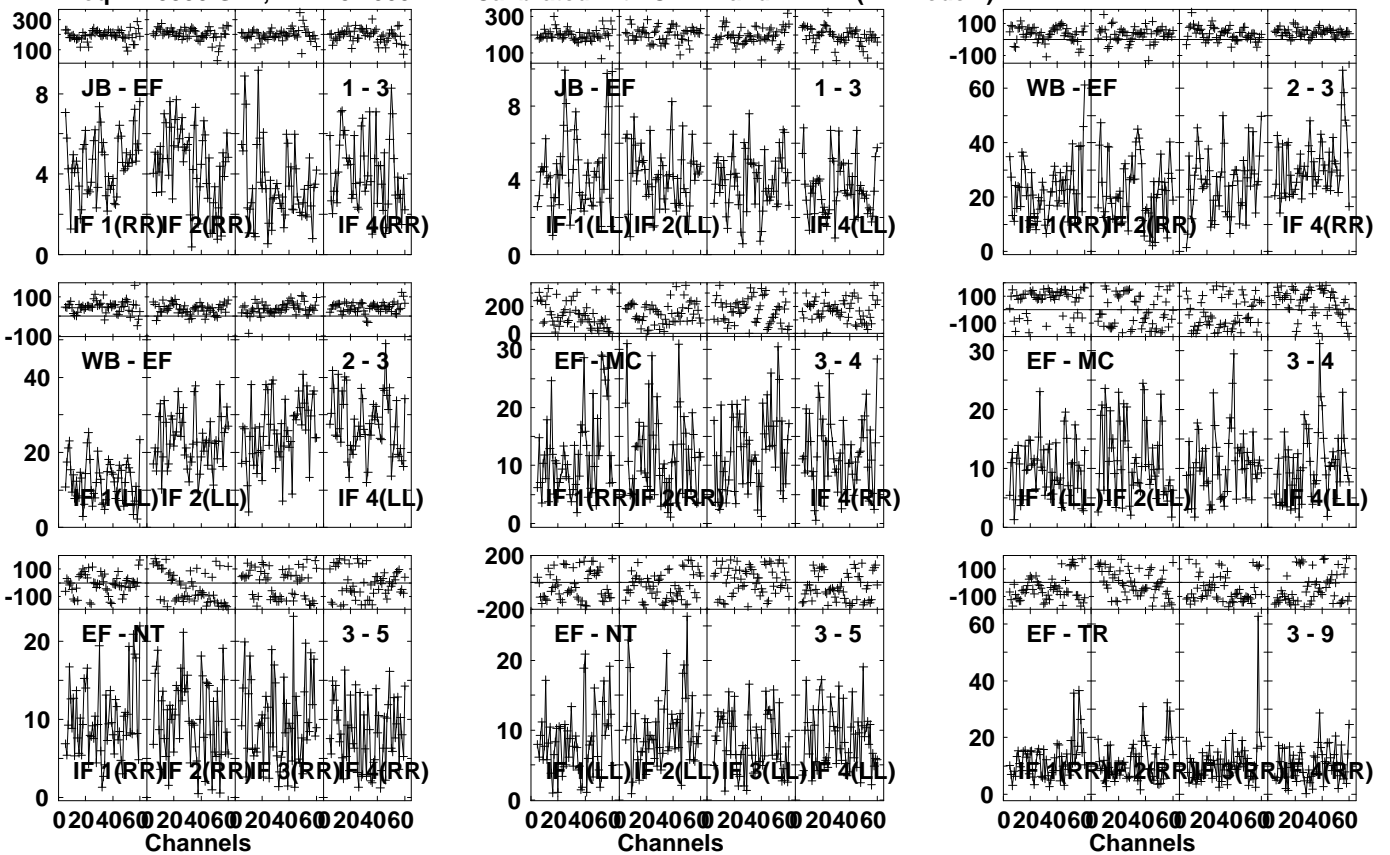 300
100
JB - EF 1 - 3
8
4
0
IF 1(RR) IF 2(RR) IF 4(RR)
300
100
JB - EF 1 - 3
8
4
0
IF 1(LL) IF 2(LL) IF 4(LL)
100
-100
WB - EF 2 - 3
60
40
20
0
IF 1(RR) IF 2(RR) IF 4(RR)
100
-100
WB - EF 2 - 3
40
20
0
IF 1(LL) IF 2(LL) IF 4(LL)
200
0
EF - MC 3 - 4
30
20
10
0
IF 1(RR) IF 2(RR) IF 4(RR)
100
-100
EF - MC 3 - 4
30
20
10
0
IF 1(LL) IF 2(LL) IF 4(LL)
100
-100
EF - NT 3 - 5
20
10
0
IF 1(RR) IF 2(RR) IF 3(RR) IF 4(RR)
0 20 40 60 0 20 40 60 0 20 40 60 0 20 40 60
Channels
200
-200
EF - NT 3 - 5
20
10
0
IF 1(LL) IF 2(LL) IF 3(LL) IF 4(LL)
0 20 40 60 0 20 40 60 0 20 40 60 0 20 40 60
Channels
100
-100
EF - TR 3 - 9
60
40
20
0
IF 1(RR) IF 2(RR) IF 3(RR) IF 4(RR)
0 20 40 60 0 20 40 60 0 20 40 60 0 20 40 60
Channels